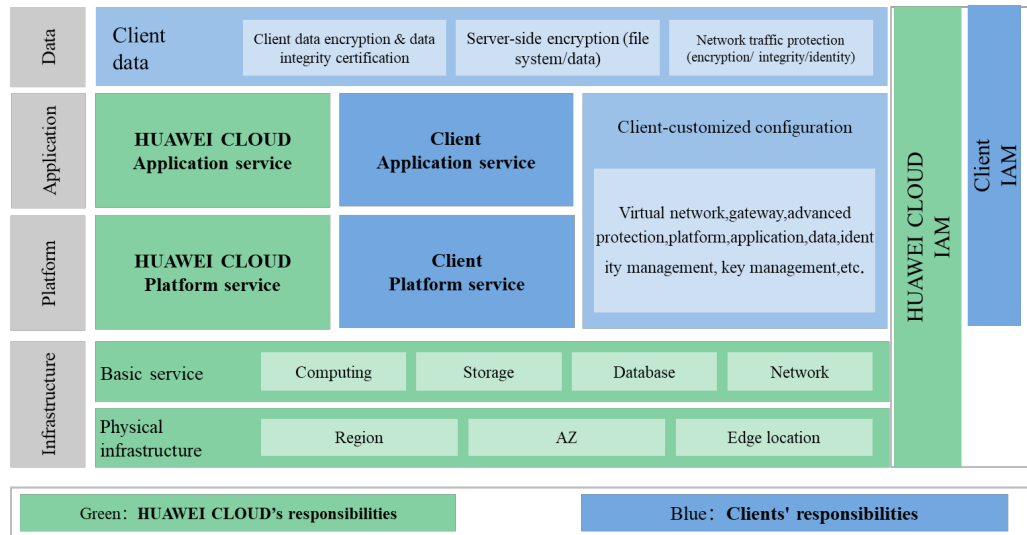 Data
Client
data
Client data encryption & data
integrity certification
Server-side encryption (file
system/data)
Network traffic protection
(encryption/ integrity/identity)
Application
HUAWEI CLOUD
Application service
Client
Application service
Client-customized configuration
Virtual network,gateway,advanced
protection,platform,application,data,ident
ity management, key management,etc.
Platform
HUAWEI CLOUD
Platform service
Client
Platform service
HUAWEI CLOUD
IAM
Client
IAM
Infrastructure
Basic service
Computing
Storage
Database
Network
Physical
infrastructure
Region
AZ
Edge location
Green: HUAWEI CLOUD's responsibilities
Blue: Clients' responsibilities